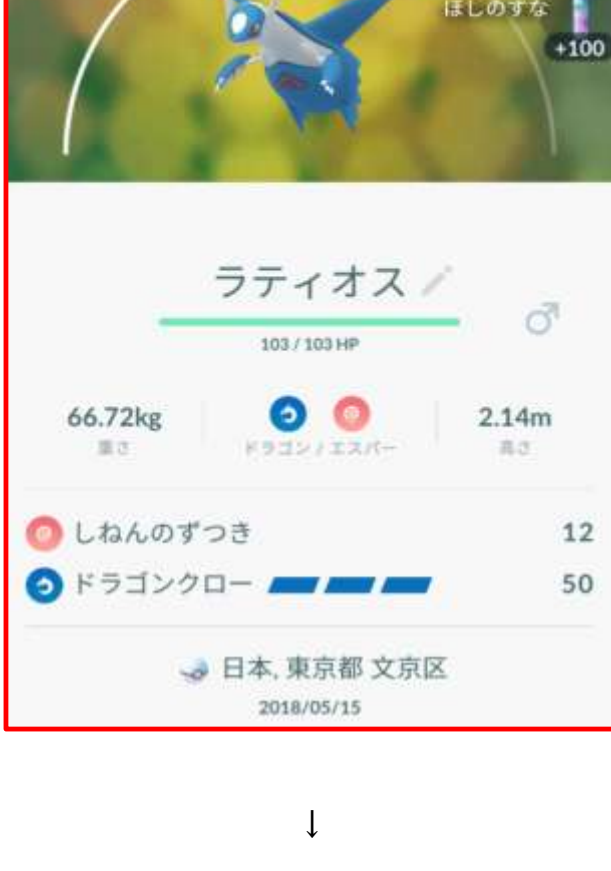 ほしのすな
+100
ラティオス
103 / 103 HP
66.72kg
2.14m
重さ
ドラゴン / エスパー
高さ
しねんのずつき 12
ドラゴンクロー 50
日本, 東京都 文京区
2018/05/15
↓